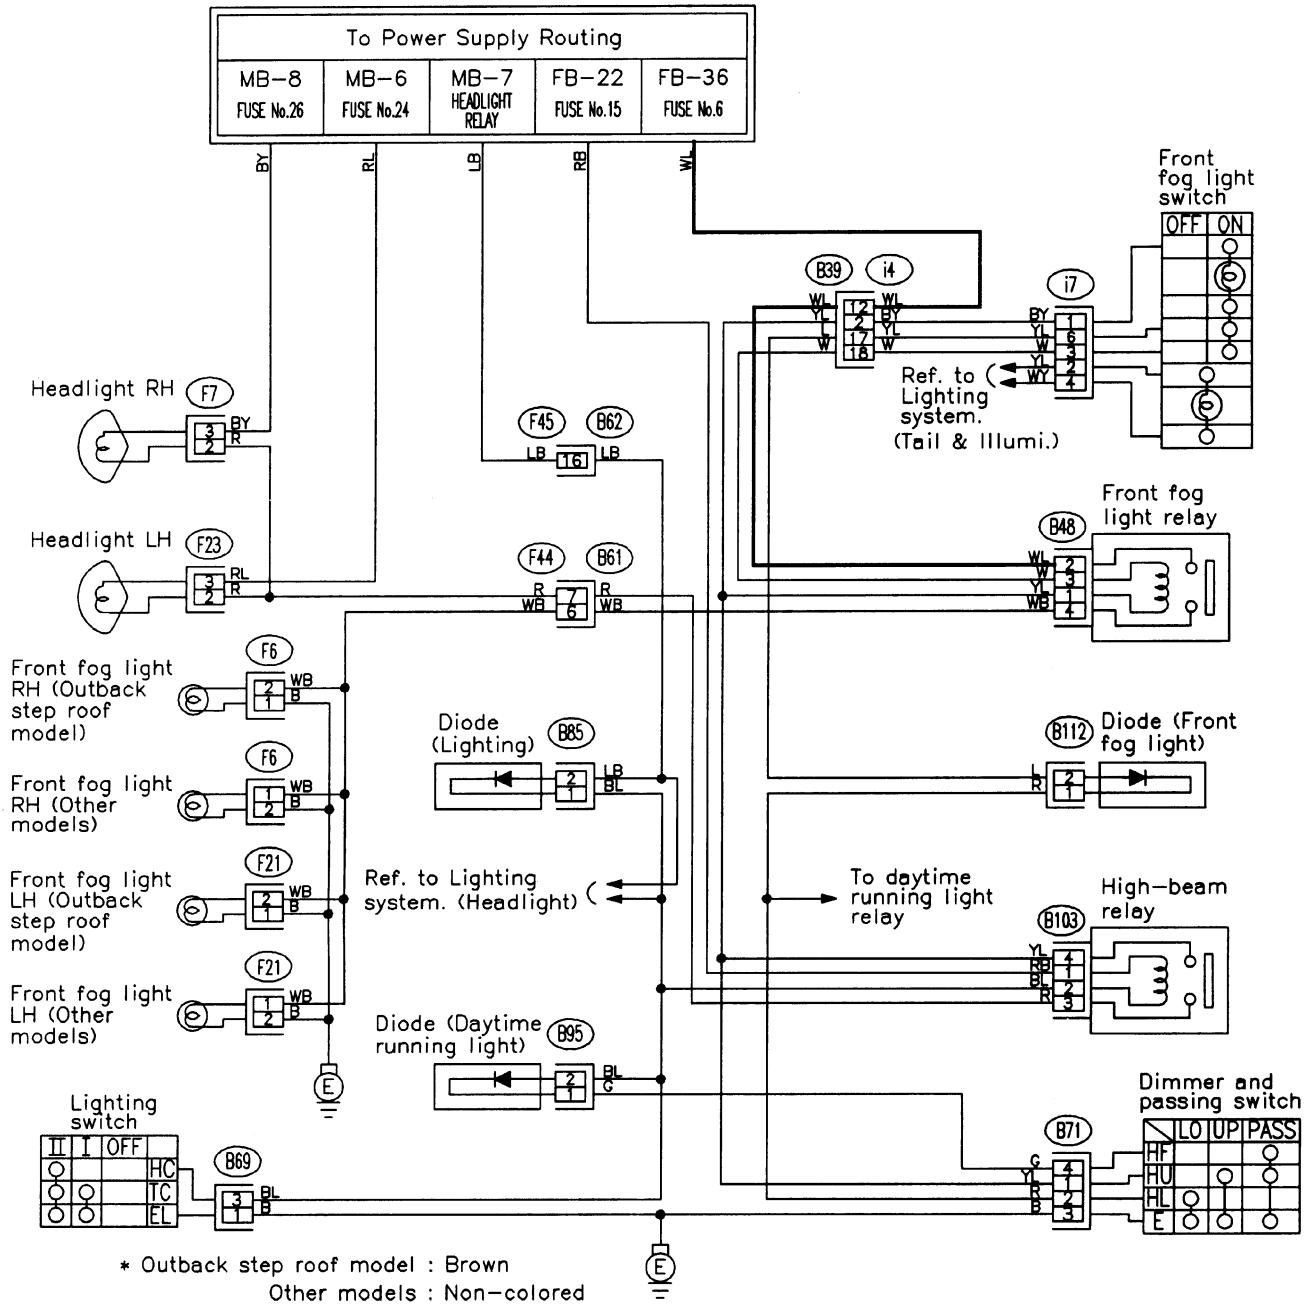 To Power Supply Routing
MB-8 MB-6 MB-7 FB-22 FB-36
FUSE No.26 FUSE No.24 HEADLIGHT RELAY FUSE No.15 FUSE No.6
BY RL LB RB WL
Front
fog light
switch
OFF ON
B39 i4
WL 12 WL
YL 2 BY
L 17 YL
W 18 W
i7
BY 1
YL 6
W 3
YL 2
WY 4
Ref. to
Lighting
system.
(Tail & Illumi.)
Headlight RH F7
3 BY
2 R
F45 B62
LB 16 LB
Front fog
light relay
B48
WL 2
W 3
YL 1
WB 4
Headlight LH F23
3 RL
2 R
F44 B61
R 7 R
WB 6 WB
Front fog light
RH (Outback
step roof
model)
F6
2 WB
1 B
Front fog light
RH (Other
models)
F6
1 WB
2 B
Front fog light
LH (Outback
step roof
model)
F21
2 WB
1 B
Front fog light
LH (Other
models)
F21
1 WB
2 B
E
Diode
(Lighting)
B85
2 LB
1 BL
B112
Diode (Front
fog light)
L 2
R 1
Ref. to Lighting
system. (Headlight)
To daytime
running light
relay
High-beam
relay
B103
YL 4
RB 1
BL 2
R 3
Diode (Daytime
running light)
B95
2 BL
1 G
Lighting
switch
II I OFF
HC
TC
EL
B69
3 BL
1 B
E
Dimmer and
passing switch
B71
G 4
YL 1
R 2
B 3
LO UP PASS
HF
HU
HL
E
* Outback step roof model : Brown
Other models : Non-colored